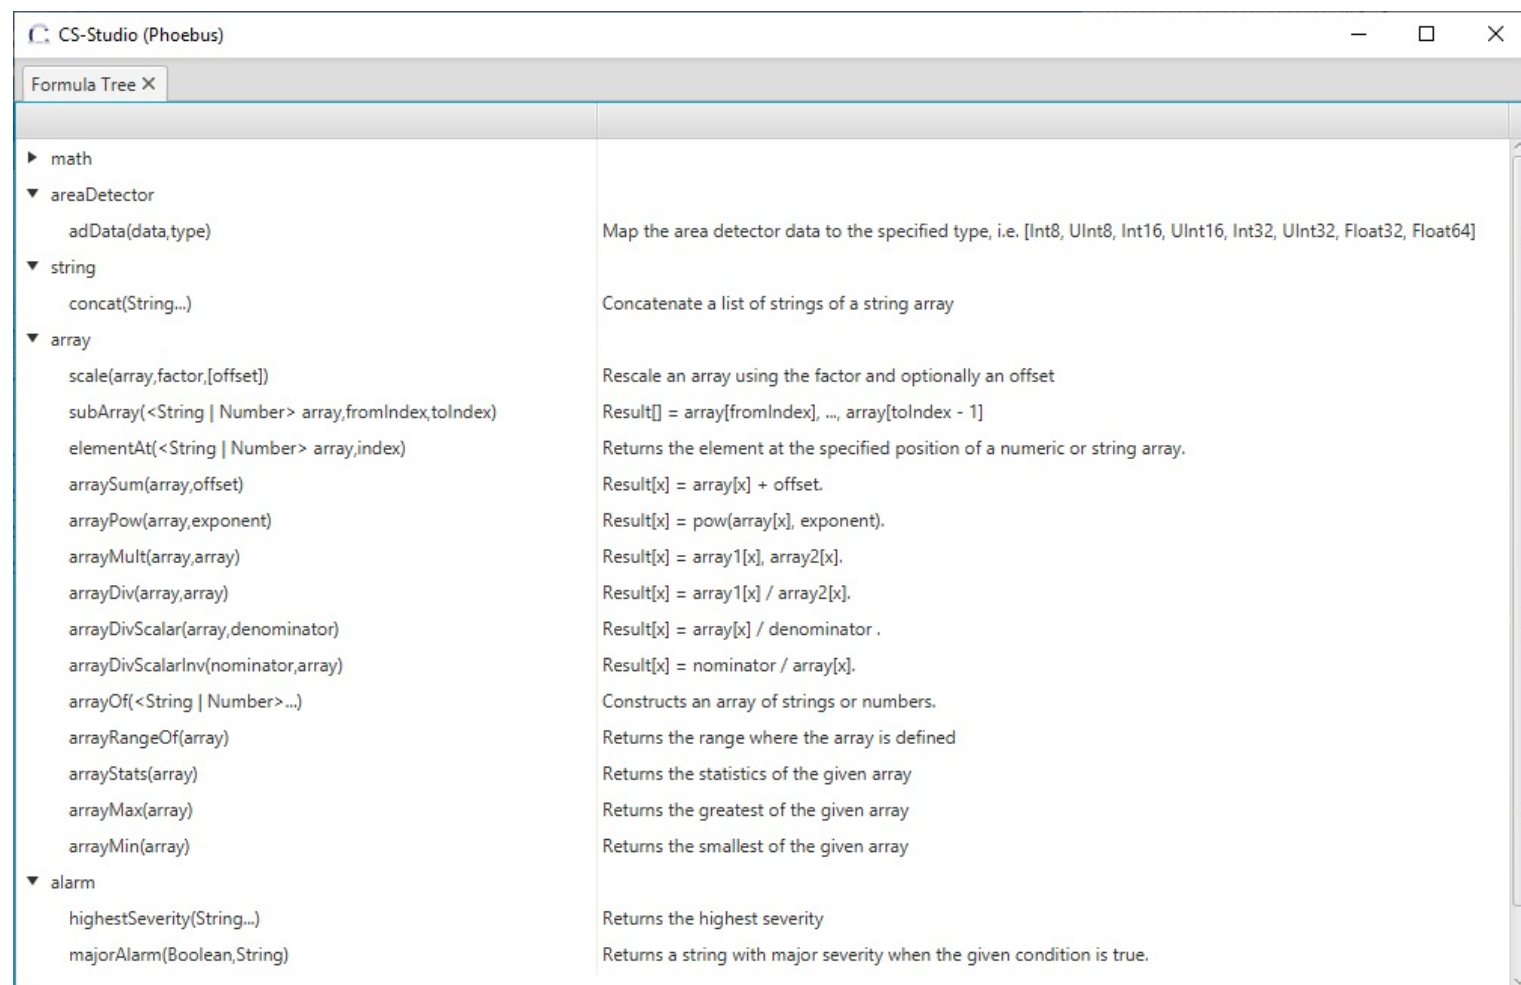 CS-Studio (Phoebus)
Formula Tree
math
areaDetector
adData(data,type) Map the area detector data to the specified type, i.e. [Int8, UInt8, Int16, UInt16, Int32, UInt32, Float32, Float64]
string
concat(String...) Concatenate a list of strings of a string array
array
scale(array,factor,[offset]) Rescale an array using the factor and optionally an offset
subArray(<String | Number> array,fromIndex,toIndex) Result[] = array[fromIndex], ..., array[toIndex - 1]
elementAt(<String | Number> array,index) Returns the element at the specified position of a numeric or string array.
arraySum(array,offset) Result[x] = array[x] + offset.
arrayPow(array,exponent) Result[x] = pow(array[x], exponent).
arrayMult(array,array) Result[x] = array1[x], array2[x].
arrayDiv(array,array) Result[x] = array1[x] / array2[x].
arrayDivScalar(array,denominator) Result[x] = array[x] / denominator .
arrayDivScalarInv(nominator,array) Result[x] = nominator / array[x].
arrayOf(<String | Number>...) Constructs an array of strings or numbers.
arrayRangeOf(array) Returns the range where the array is defined
arrayStats(array) Returns the statistics of the given array
arrayMax(array) Returns the greatest of the given array
arrayMin(array) Returns the smallest of the given array
alarm
highestSeverity(String...) Returns the highest severity
majorAlarm(Boolean,String) Returns a string with major severity when the given condition is true.